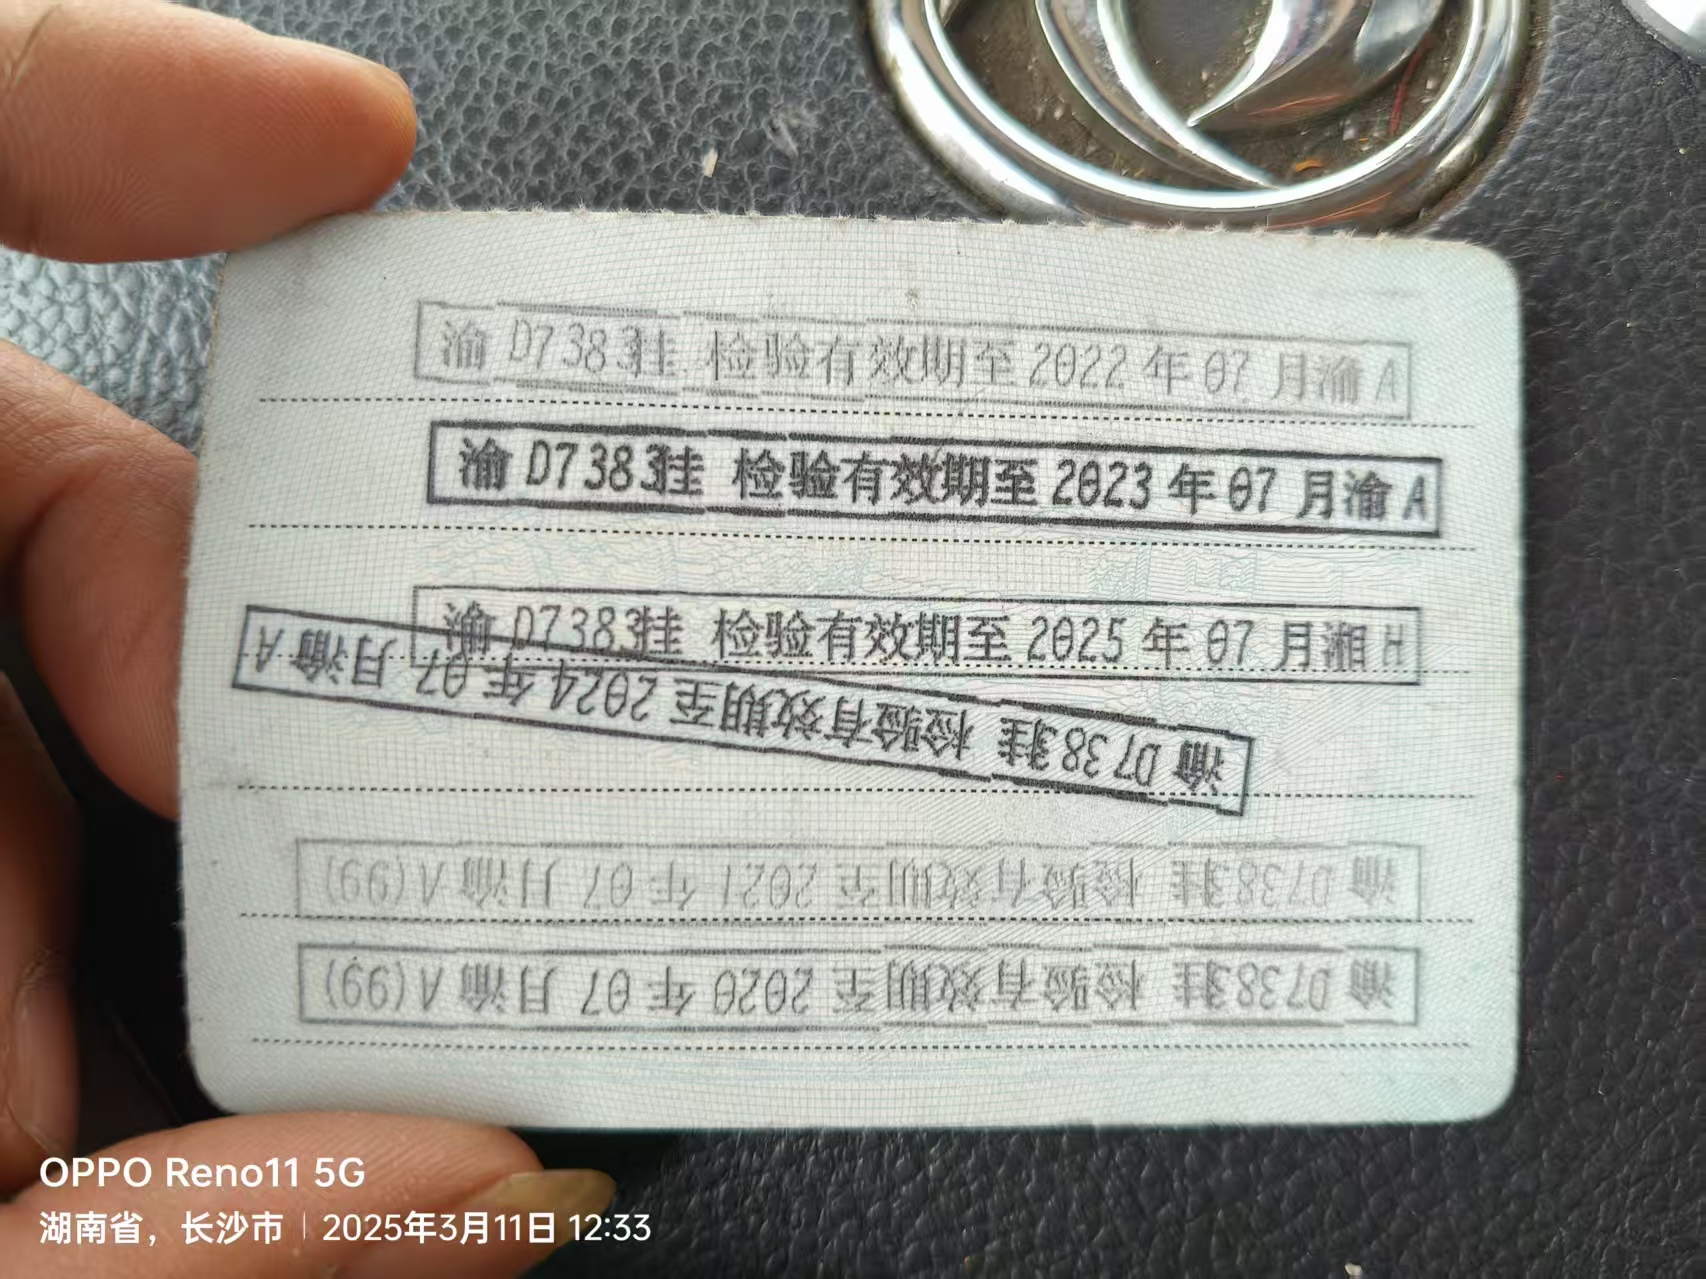 渝 D7383挂 检验有效期至 2022 年 07 月渝 A
渝 D7383挂 检验有效期至 2023 年 07 月渝 A
渝 D7383挂 检验有效期至 2025 年 07 月湘 H
渝 D7383挂 检验有效期至 2024 年 07 月渝 A
渝 D7383挂 检验有效期至 2021 年 07 月渝 A(99)
渝 D7383挂 检验有效期至 2020 年 07 月渝 A(99)
OPPO Reno11 5G
湖南省，长沙市 | 2025年3月11日 12:33